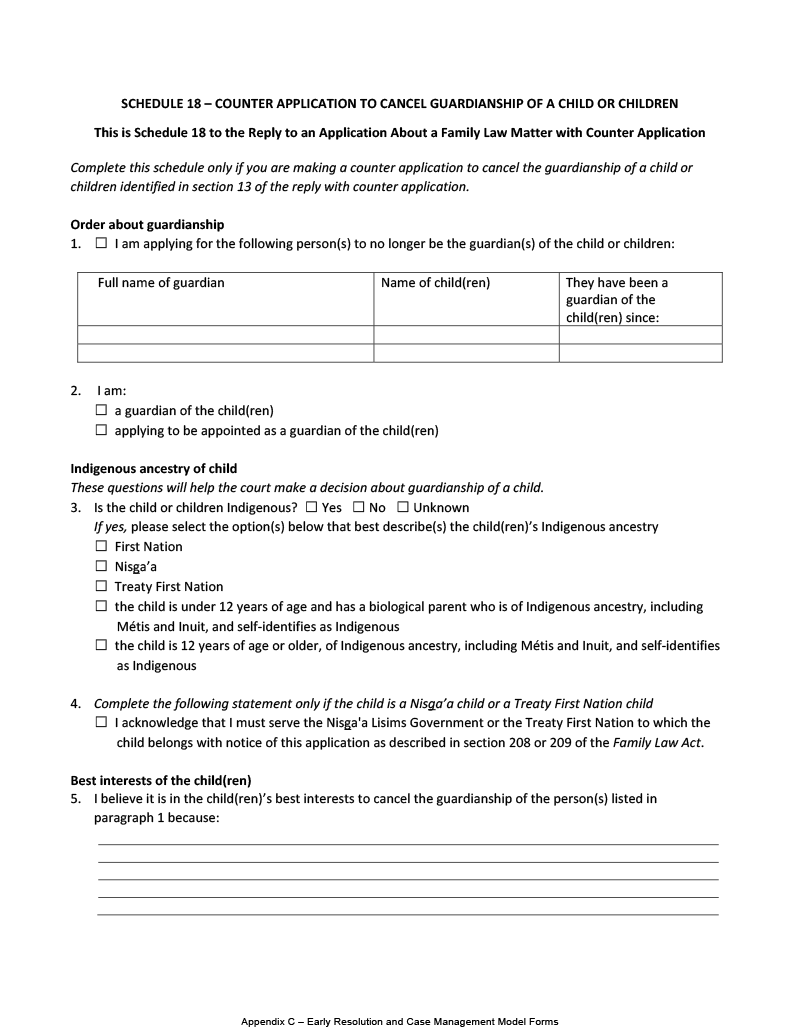 SCHEDULE 18 – COUNTER APPLICATION TO CANCEL GUARDIANSHIP OF A CHILD OR CHILDREN
This is Schedule 18 to the Reply to an Application About a Family Law Matter with Counter Application
Complete this schedule only if you are making a counter application to cancel the guardianship of a child or
children identified in section 13 of the reply with counter application.
Order about guardianship
1. ☐ I am applying for the following person(s) to no longer be the guardian(s) of the child or children:
Full name of guardian
Name of child(ren)
They have been a
guardian of the
child(ren) since:
2. I am:
☐ a guardian of the child(ren)
☐ applying to be appointed as a guardian of the child(ren)
Indigenous ancestry of child
These questions will help the court make a decision about guardianship of a child.
3. Is the child or children Indigenous? ☐ Yes ☐ No ☐ Unknown
If yes, please select the option(s) below that best describe(s) the child(ren)’s Indigenous ancestry
☐ First Nation
☐ Nisg̱a’a
☐ Treaty First Nation
☐ the child is under 12 years of age and has a biological parent who is of Indigenous ancestry, including
Métis and Inuit, and self-identifies as Indigenous
☐ the child is 12 years of age or older, of Indigenous ancestry, including Métis and Inuit, and self-identifies
as Indigenous
4. Complete the following statement only if the child is a Nisg̱a’a child or a Treaty First Nation child
☐ I acknowledge that I must serve the Nisg̱a'a Lisims Government or the Treaty First Nation to which the
child belongs with notice of this application as described in section 208 or 209 of the Family Law Act.
Best interests of the child(ren)
5. I believe it is in the child(ren)’s best interests to cancel the guardianship of the person(s) listed in
paragraph 1 because:
Appendix C – Early Resolution and Case Management Model Forms